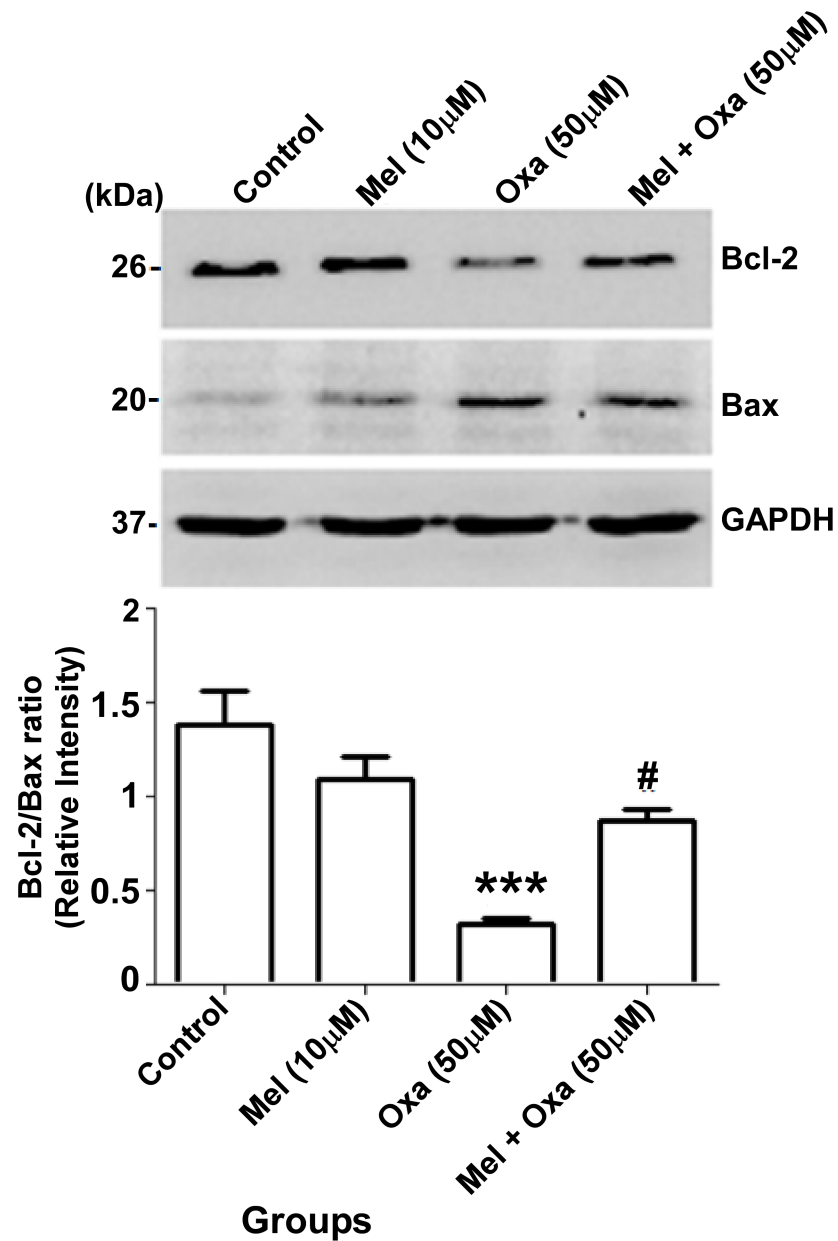 Control
Mel (10μM)
Oxa (50μM)
Mel + Oxa (50μM)
(kDa)
26-
Bcl-2
20-
Bax
37-
GAPDH
Bcl-2/Bax ratio
(Relative Intensity)
2
1.5
1
0.5
0
***
#
Control
Mel (10μM)
Oxa (50μM)
Mel + Oxa (50μM)
Groups